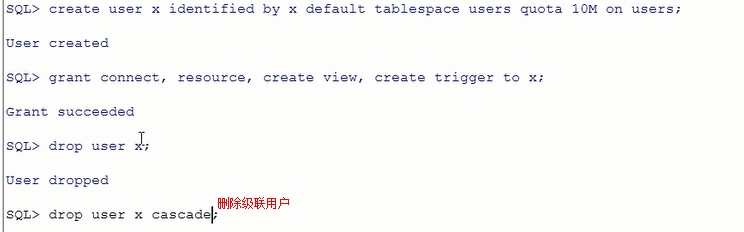 SQL> create user x identified by x default tablespace users quota 10M on users;
User created
SQL> grant connect, resource, create view, create trigger to x;
Grant succeeded
SQL> drop user x;
User dropped
SQL> drop user x cascade; 删除级联用户